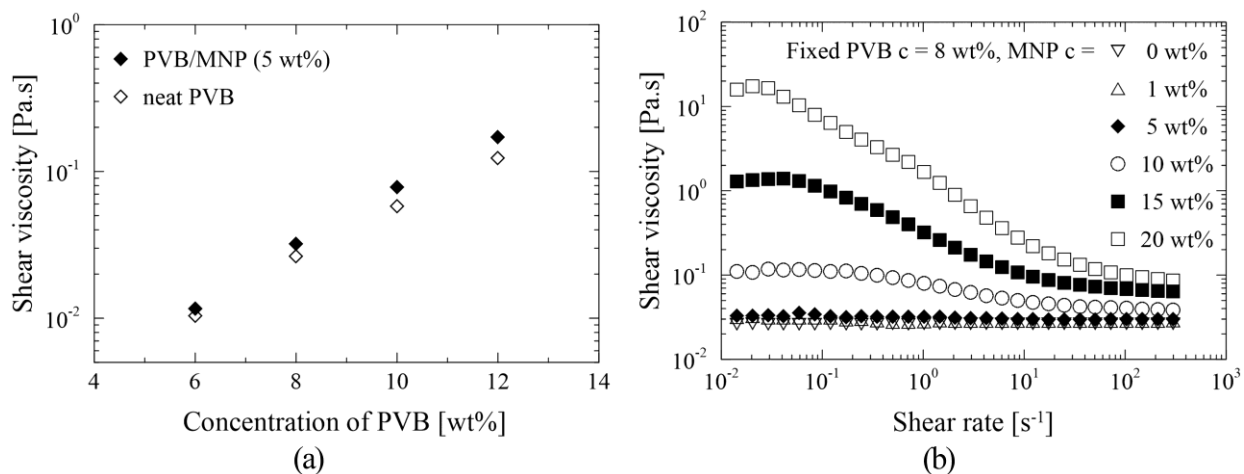 10⁰
10⁻¹
10⁻²
Shear viscosity [Pa.s]
PVB/MNP (5 wt%)
neat PVB
4 6 8 10 12 14
Concentration of PVB [wt%]
(a)
10²
10¹
10⁰
10⁻¹
10⁻²
Shear viscosity [Pa.s]
Fixed PVB c = 8 wt%, MNP c = 0 wt%
1 wt%
5 wt%
10 wt%
15 wt%
20 wt%
10⁻² 10⁻¹ 10⁰ 10¹ 10² 10³
Shear rate [s⁻¹]
(b)